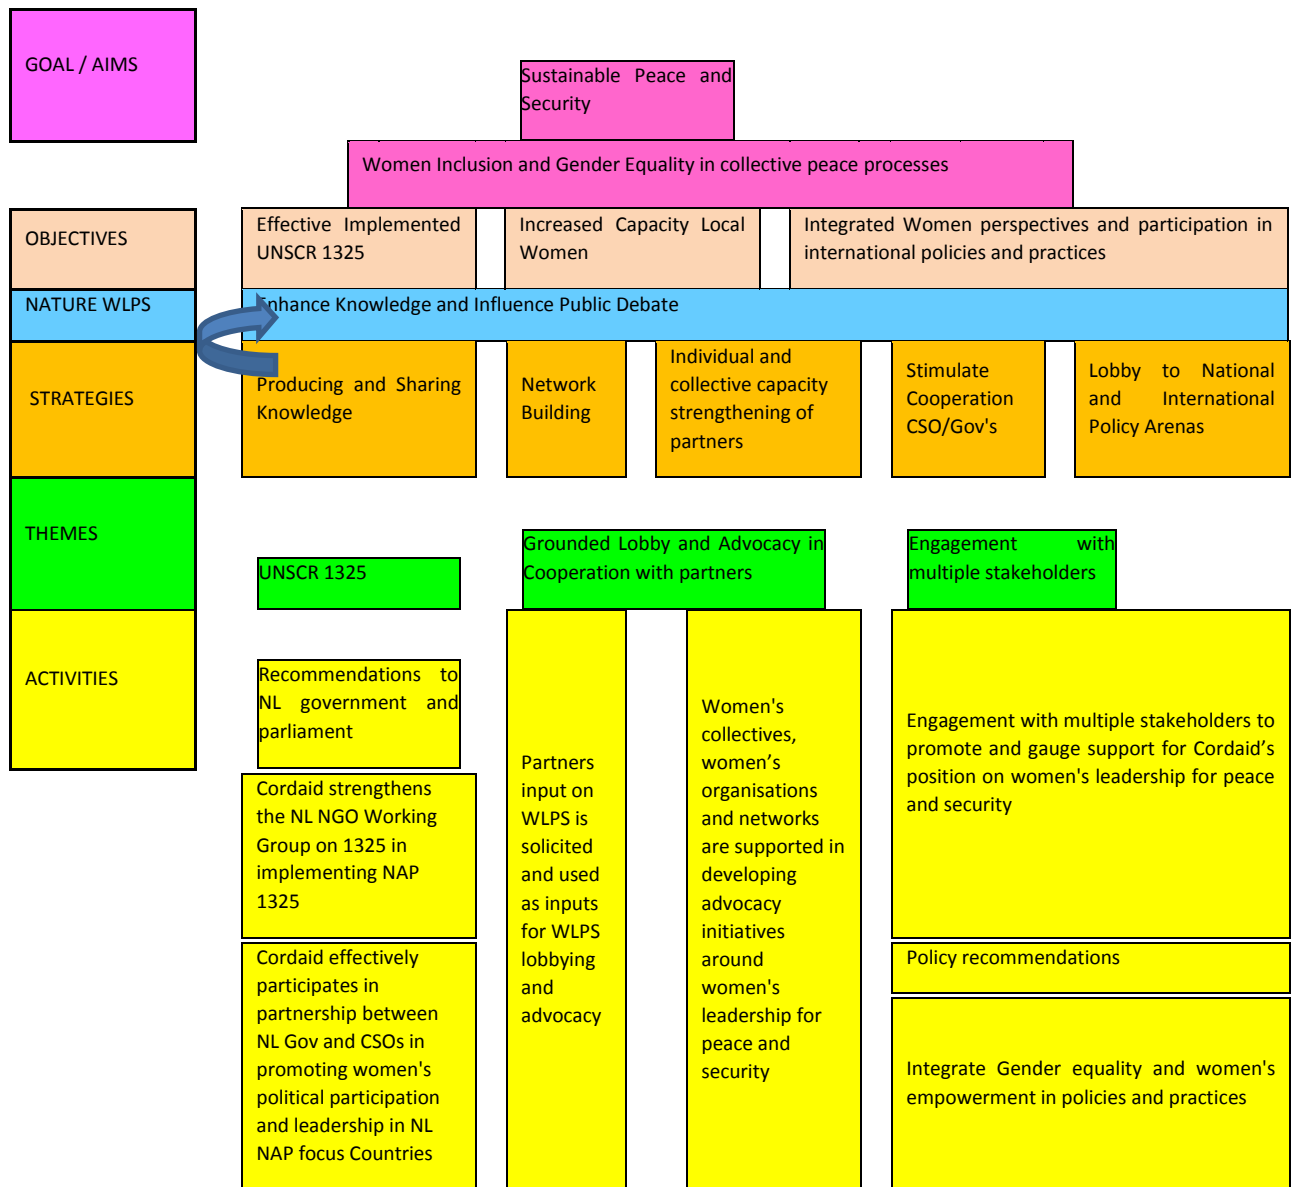 GOAL / AIMS
Sustainable Peace and
Security
Women Inclusion and Gender Equality in collective peace processes
OBJECTIVES
Effective Implemented
UNSCR 1325
Increased Capacity Local
Women
Integrated Women perspectives and participation in
international policies and practices
NATURE WLPS
Enhance Knowledge and Influence Public Debate
STRATEGIES
Producing and Sharing
Knowledge
Network
Building
Individual and
collective capacity
strengthening of
partners
Stimulate
Cooperation
CSO/Gov's
Lobby to National
and International
Policy Arenas
THEMES
UNSCR 1325
Grounded Lobby and Advocacy in
Cooperation with partners
Engagement with
multiple stakeholders
ACTIVITIES
Recommendations to
NL government and
parliament
Cordaid strengthens
the NL NGO Working
Group on 1325 in
implementing NAP
1325
Cordaid effectively
participates in
partnership between
NL Gov and CSOs in
promoting women's
political participation
and leadership in NL
NAP focus Countries
Partners
input on
WLPS is
solicited
and used
as inputs
for WLPS
lobbying
and
advocacy
Women's
collectives,
women’s
organisations
and networks
are supported in
developing
advocacy
initiatives
around
women's
leadership for
peace and
security
Engagement with multiple stakeholders to
promote and gauge support for Cordaid’s
position on women's leadership for peace
and security
Policy recommendations
Integrate Gender equality and women's
empowerment in policies and practices